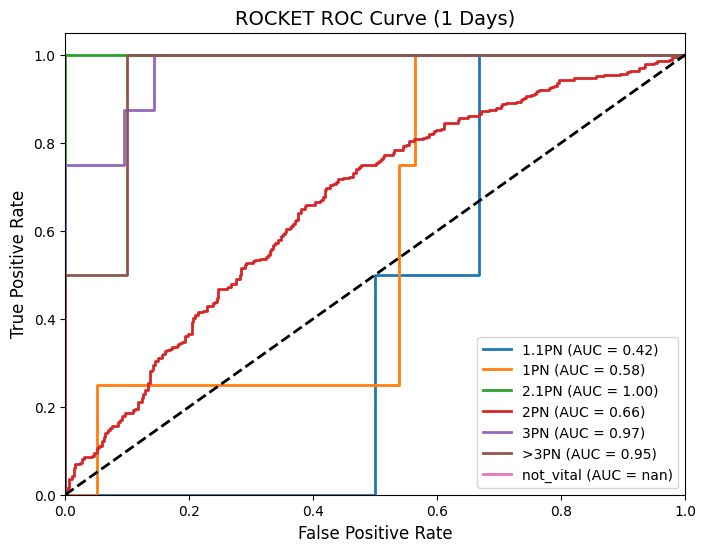 ROCKET ROC Curve (1 Days)
True Positive Rate
1.0
0.8
0.6
0.4
0.2
0.0
1.1PN (AUC = 0.42)
1PN (AUC = 0.58)
2.1PN (AUC = 1.00)
2PN (AUC = 0.66)
3PN (AUC = 0.97)
>3PN (AUC = 0.95)
not_vital (AUC = nan)
0.0 0.2 0.4 0.6 0.8 1.0
False Positive Rate